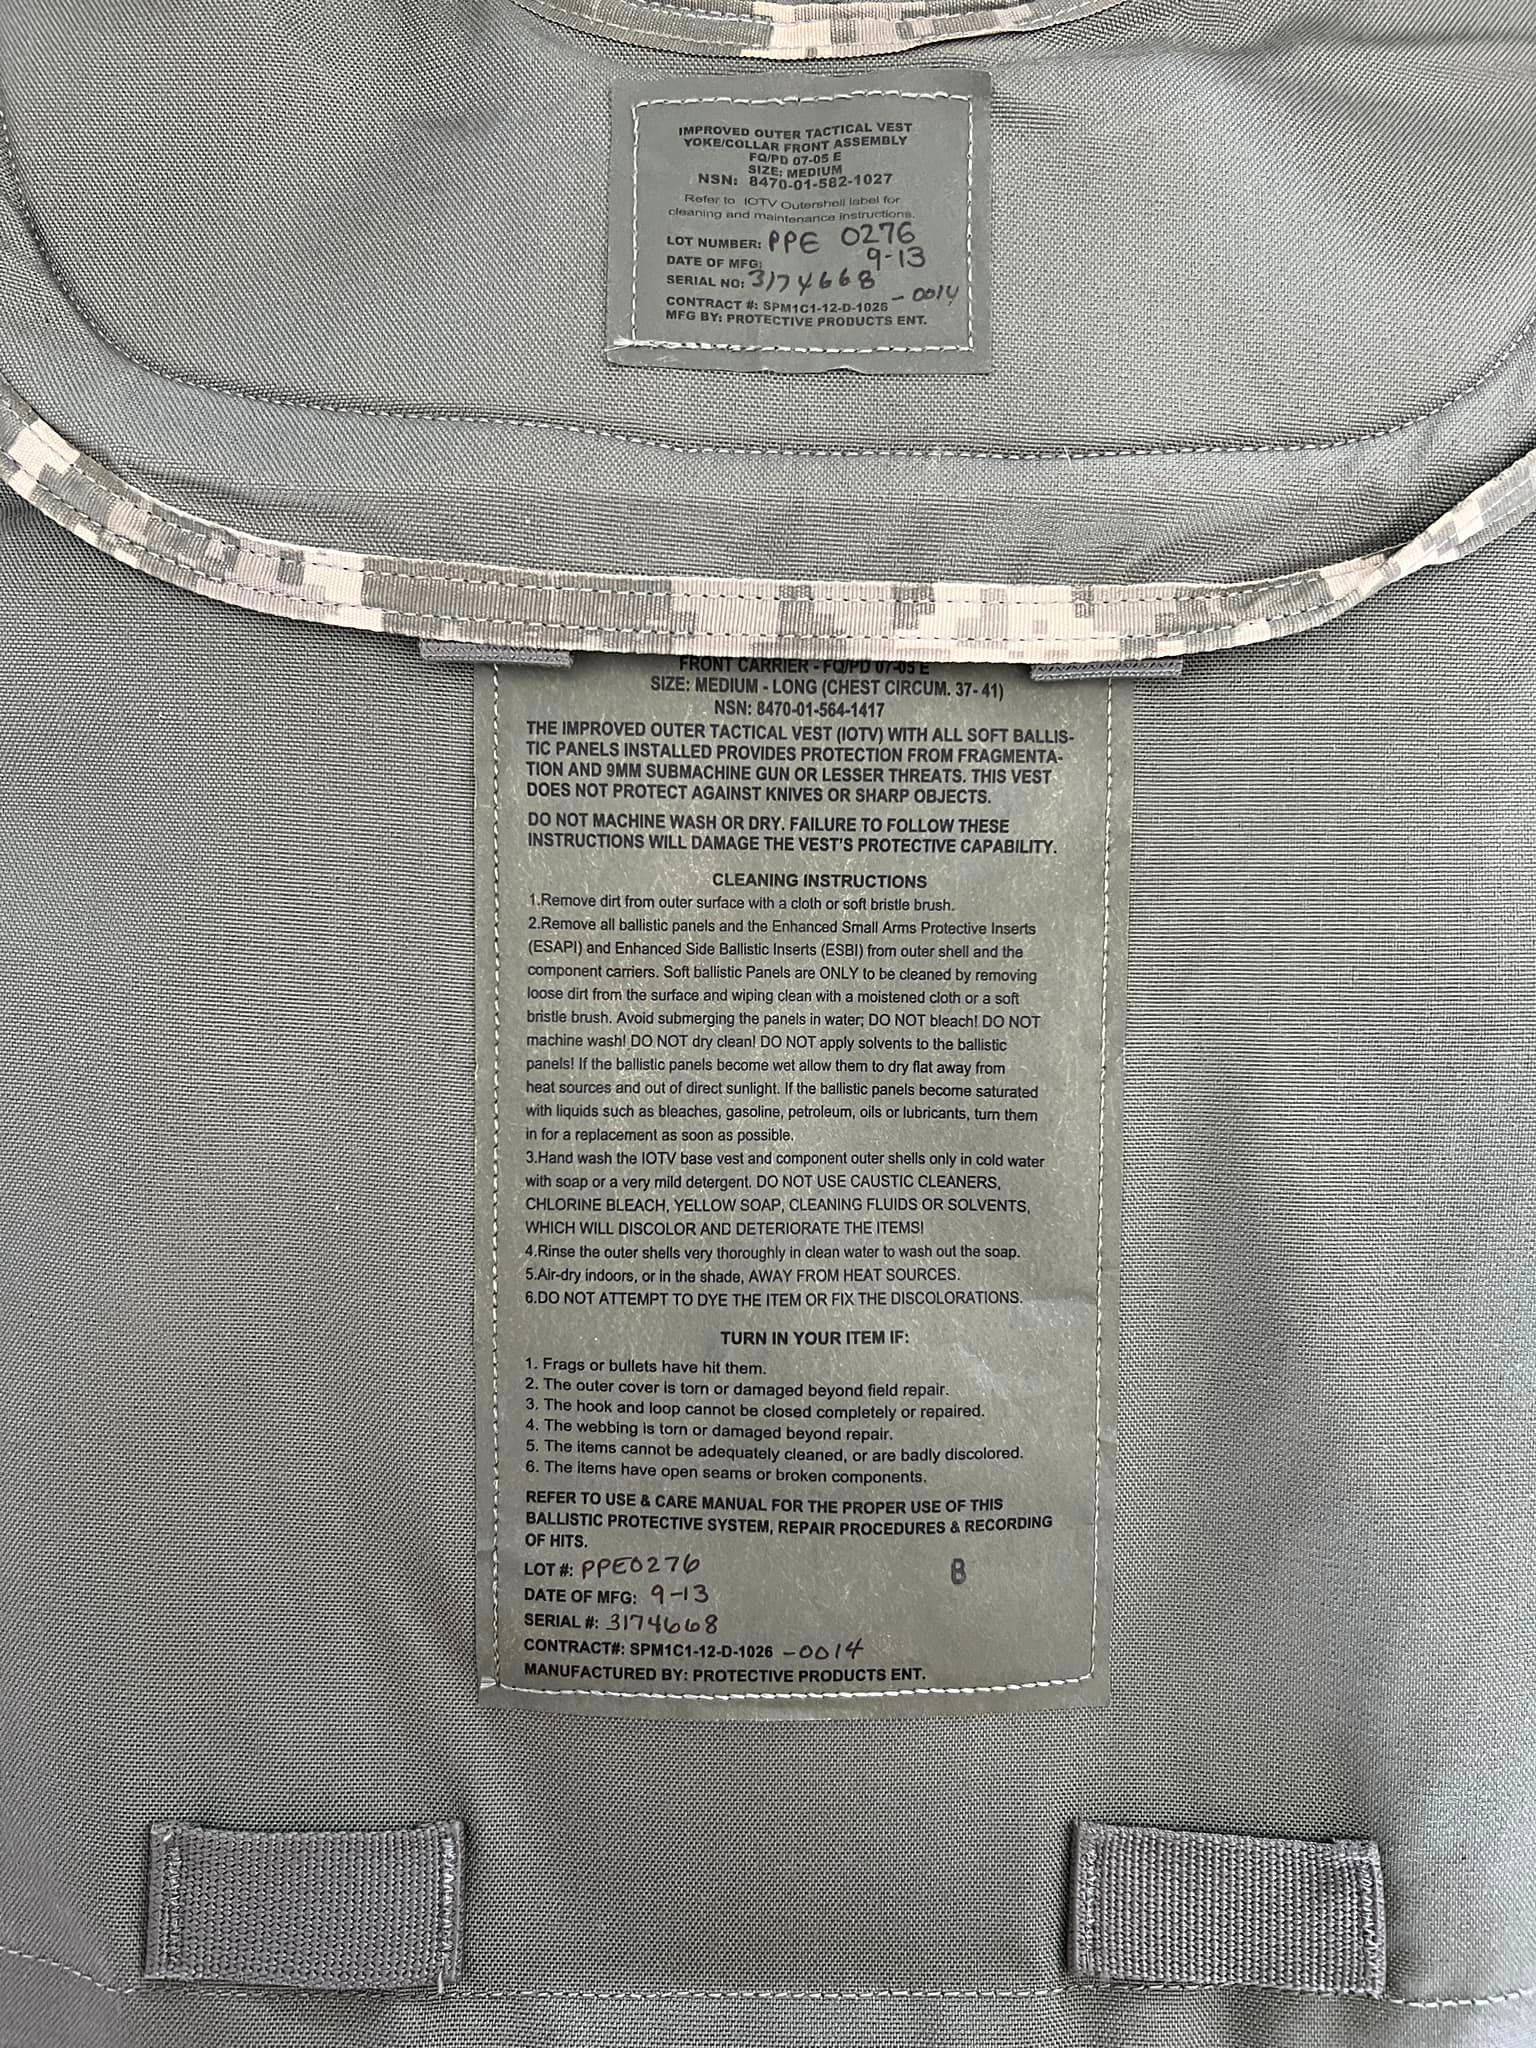 IMPROVED OUTER TACTICAL VEST
YOKE/COLLAR FRONT ASSEMBLY
FQ/PD 07-05 E
SIZE: MEDIUM
NSN: 8470-01-582-1027
Refer to IOTV Outershell label for
cleaning and maintenance instructions.
LOT NUMBER: PPE 0276
DATE OF MFG: 9-13
SERIAL NO: 3174668
CONTRACT #: SPM1C1-12-D-1026 -0014
MFG BY: PROTECTIVE PRODUCTS ENT.
FRONT CARRIER - FQ/PD 07-05 E
SIZE: MEDIUM - LONG (CHEST CIRCUM. 37- 41)
NSN: 8470-01-564-1417
THE IMPROVED OUTER TACTICAL VEST (IOTV) WITH ALL SOFT BALLIS-
TIC PANELS INSTALLED PROVIDES PROTECTION FROM FRAGMENTA-
TION AND 9MM SUBMACHINE GUN OR LESSER THREATS. THIS VEST
DOES NOT PROTECT AGAINST KNIVES OR SHARP OBJECTS.
DO NOT MACHINE WASH OR DRY. FAILURE TO FOLLOW THESE
INSTRUCTIONS WILL DAMAGE THE VEST'S PROTECTIVE CAPABILITY.
CLEANING INSTRUCTIONS
1.Remove dirt from outer surface with a cloth or soft bristle brush.
2.Remove all ballistic panels and the Enhanced Small Arms Protective Inserts
(ESAPI) and Enhanced Side Ballistic Inserts (ESBI) from outer shell and the
component carriers. Soft ballistic Panels are ONLY to be cleaned by removing
loose dirt from the surface and wiping clean with a moistened cloth or a soft
bristle brush. Avoid submerging the panels in water; DO NOT bleach! DO NOT
machine wash! DO NOT dry clean! DO NOT apply solvents to the ballistic
panels! If the ballistic panels become wet allow them to dry flat away from
heat sources and out of direct sunlight. If the ballistic panels become saturated
with liquids such as bleaches, gasoline, petroleum, oils or lubricants, turn them
in for a replacement as soon as possible.
3.Hand wash the IOTV base vest and component outer shells only in cold water
with soap or a very mild detergent. DO NOT USE CAUSTIC CLEANERS,
CHLORINE BLEACH, YELLOW SOAP, CLEANING FLUIDS OR SOLVENTS,
WHICH WILL DISCOLOR AND DETERIORATE THE ITEMS!
4.Rinse the outer shells very thoroughly in clean water to wash out the soap.
5.Air-dry indoors, or in the shade, AWAY FROM HEAT SOURCES.
6.DO NOT ATTEMPT TO DYE THE ITEM OR FIX THE DISCOLORATIONS.
TURN IN YOUR ITEM IF:
1. Frags or bullets have hit them.
2. The outer cover is torn or damaged beyond field repair.
3. The hook and loop cannot be closed completely or repaired.
4. The webbing is torn or damaged beyond repair.
5. The items cannot be adequately cleaned, or are badly discolored.
6. The items have open seams or broken components.
REFER TO USE & CARE MANUAL FOR THE PROPER USE OF THIS
BALLISTIC PROTECTIVE SYSTEM, REPAIR PROCEDURES & RECORDING
OF HITS.
LOT #: PPE0276 B
DATE OF MFG: 9-13
SERIAL #: 3174668
CONTRACT#: SPM1C1-12-D-1026 -0014
MANUFACTURED BY: PROTECTIVE PRODUCTS ENT.